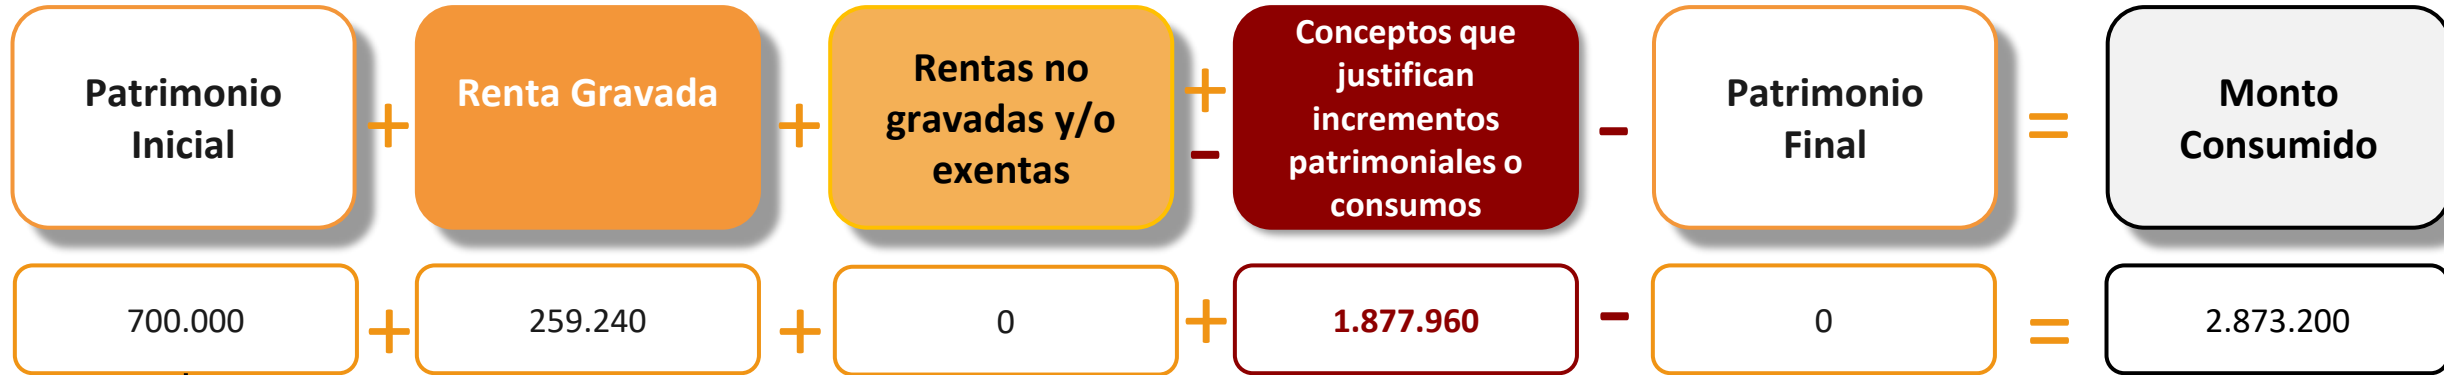 Patrimonio
Inicial
+
Renta Gravada
+
Rentas no
gravadas y/o
exentas
+
-
Conceptos que
justifican
incrementos
patrimoniales o
consumos
-
Patrimonio
Final
=
Monto
Consumido
700.000
+
259.240
+
0
+
1.877.960
-
0
=
2.873.200